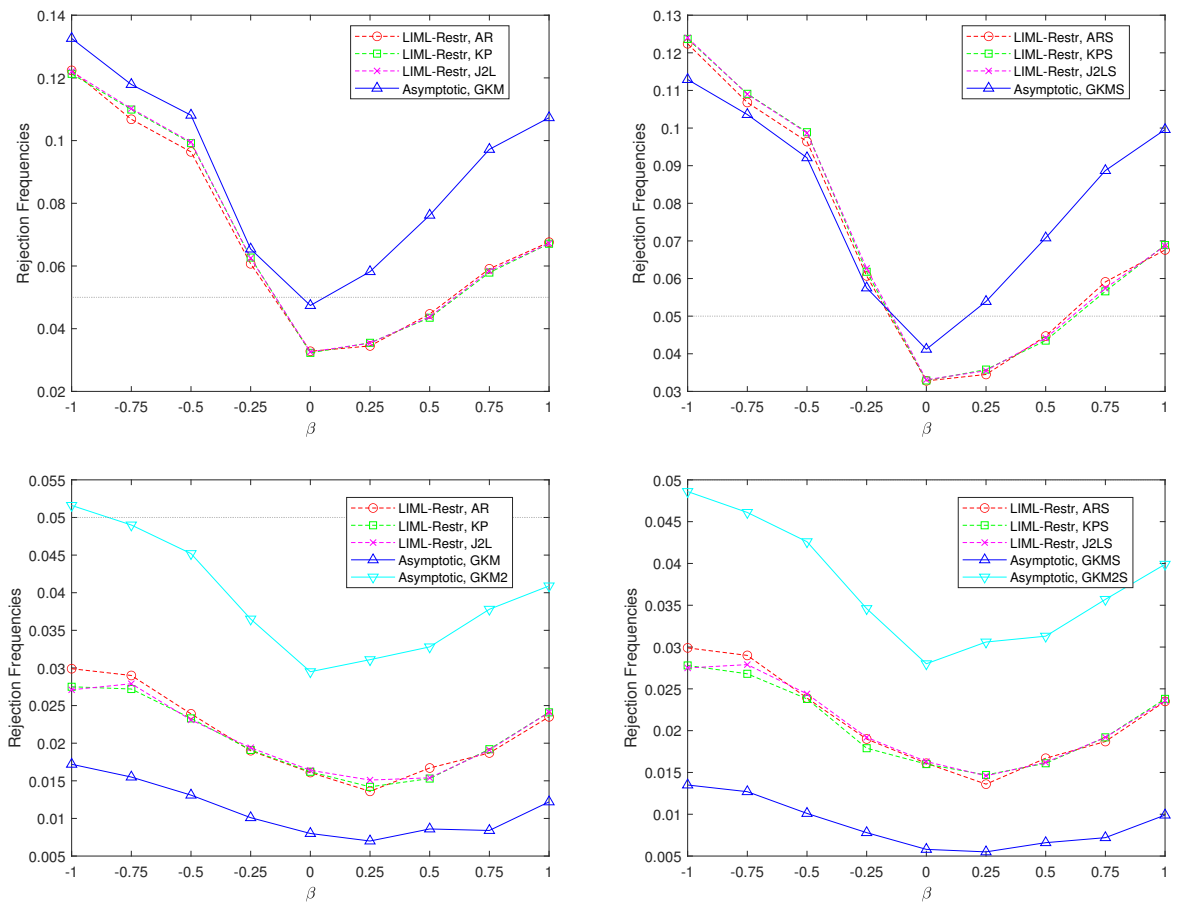 0.14
0.12
0.1
0.08
0.06
0.04
0.02
Rejection Frequencies
LIML-Restr, AR
LIML-Restr, KP
LIML-Restr, J2L
Asymptotic, GKM
-1 -0.75 -0.5 -0.25 0 0.25 0.5 0.75 1
β
0.13
0.12
0.11
0.1
0.09
0.08
0.07
0.06
0.05
0.04
0.03
Rejection Frequencies
LIML-Restr, ARS
LIML-Restr, KPS
LIML-Restr, J2LS
Asymptotic, GKMS
-1 -0.75 -0.5 -0.25 0 0.25 0.5 0.75 1
β
0.055
0.05
0.045
0.04
0.035
0.03
0.025
0.02
0.015
0.01
0.005
Rejection Frequencies
LIML-Restr, AR
LIML-Restr, KP
LIML-Restr, J2L
Asymptotic, GKM
Asymptotic, GKM2
-1 -0.75 -0.5 -0.25 0 0.25 0.5 0.75 1
β
0.05
0.045
0.04
0.035
0.03
0.025
0.02
0.015
0.01
0.005
Rejection Frequencies
LIML-Restr, ARS
LIML-Restr, KPS
LIML-Restr, J2LS
Asymptotic, GKMS
Asymptotic, GKM2S
-1 -0.75 -0.5 -0.25 0 0.25 0.5 0.75 1
β